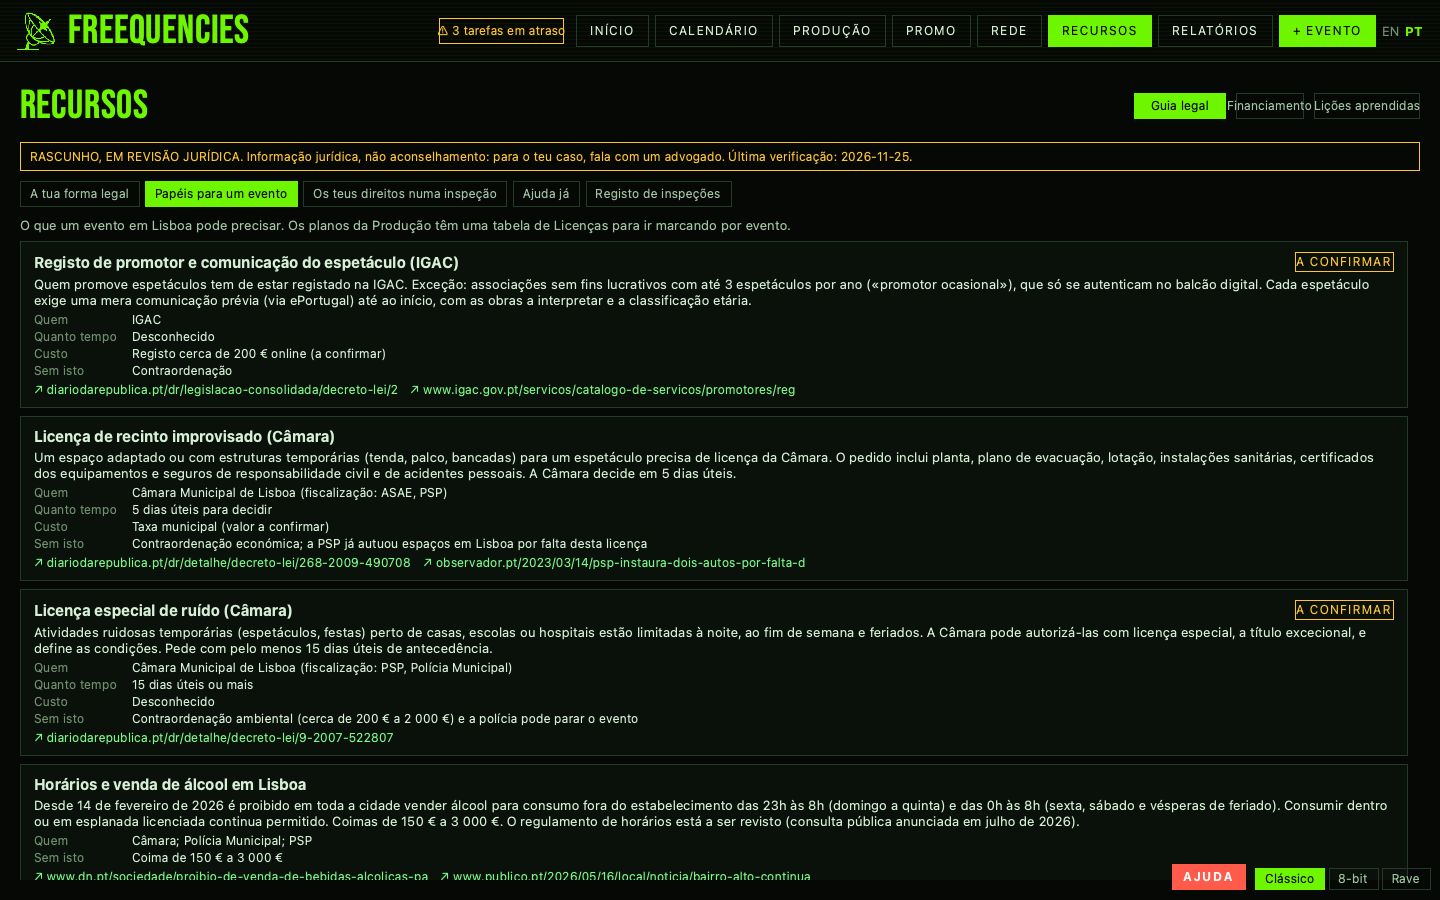 FREEQUENCIES
⚠ 3 tarefas em atraso
INÍCIO
CALENDÁRIO
PRODUÇÃO
PROMO
REDE
RECURSOS
RELATÓRIOS
+ EVENTO
EN PT
RECURSOS
Guia legal
Financiamento
Lições aprendidas
RASCUNHO, EM REVISÃO JURÍDICA. Informação jurídica, não aconselhamento: para o teu caso, fala com um advogado. Última verificação: 2026-11-25.
A tua forma legal
Papéis para um evento
Os teus direitos numa inspeção
Ajuda já
Registo de inspeções
O que um evento em Lisboa pode precisar. Os planos da Produção têm uma tabela de Licenças para ir marcando por evento.
Registo de promotor e comunicação do espetáculo (IGAC)
A CONFIRMAR
Quem promove espetáculos tem de estar registado na IGAC. Exceção: associações sem fins lucrativos com até 3 espetáculos por ano («promotor ocasional»), que só se autenticam no balcão digital. Cada espetáculo
exige uma mera comunicação prévia (via ePortugal) até ao início, com as obras a interpretar e a classificação etária.
Quem IGAC
Quanto tempo Desconhecido
Custo Registo cerca de 200 € online (a confirmar)
Sem isto Contraordenação
↗ diariodarepublica.pt/dr/legislacao-consolidada/decreto-lei/2 ↗ www.igac.gov.pt/servicos/catalogo-de-servicos/promotores/reg
Licença de recinto improvisado (Câmara)
Um espaço adaptado ou com estruturas temporárias (tenda, palco, bancadas) para um espetáculo precisa de licença da Câmara. O pedido inclui planta, plano de evacuação, lotação, instalações sanitárias, certificados
dos equipamentos e seguros de responsabilidade civil e de acidentes pessoais. A Câmara decide em 5 dias úteis.
Quem Câmara Municipal de Lisboa (fiscalização: ASAE, PSP)
Quanto tempo 5 dias úteis para decidir
Custo Taxa municipal (valor a confirmar)
Sem isto Contraordenação económica; a PSP já autuou espaços em Lisboa por falta desta licença
↗ diariodarepublica.pt/dr/detalhe/decreto-lei/268-2009-490708 ↗ observador.pt/2023/03/14/psp-instaura-dois-autos-por-falta-d
Licença especial de ruído (Câmara)
A CONFIRMAR
Atividades ruidosas temporárias (espetáculos, festas) perto de casas, escolas ou hospitais estão limitadas à noite, ao fim de semana e feriados. A Câmara pode autorizá-las com licença especial, a título excecional, e
define as condições. Pede com pelo menos 15 dias úteis de antecedência.
Quem Câmara Municipal de Lisboa (fiscalização: PSP, Polícia Municipal)
Quanto tempo 15 dias úteis ou mais
Custo Desconhecido
Sem isto Contraordenação ambiental (cerca de 200 € a 2 000 €) e a polícia pode parar o evento
↗ diariodarepublica.pt/dr/detalhe/decreto-lei/9-2007-522807
Horários e venda de álcool em Lisboa
Desde 14 de fevereiro de 2026 é proibido em toda a cidade vender álcool para consumo fora do estabelecimento das 23h às 8h (domingo a quinta) e das 0h às 8h (sexta, sábado e vésperas de feriado). Consumir dentro
ou em esplanada licenciada continua permitido. Coimas de 150 € a 3 000 €. O regulamento de horários está a ser revisto (consulta pública anunciada em julho de 2026).
Quem Câmara; Polícia Municipal; PSP
Sem isto Coima de 150 € a 3 000 €
↗ www.dn.pt/sociedade/proibio-de-venda-de-bebidas-alcolicas-pa ↗ www.publico.pt/2026/05/16/local/noticia/bairro-alto-continua
AJUDA
Clássico
8-bit
Rave